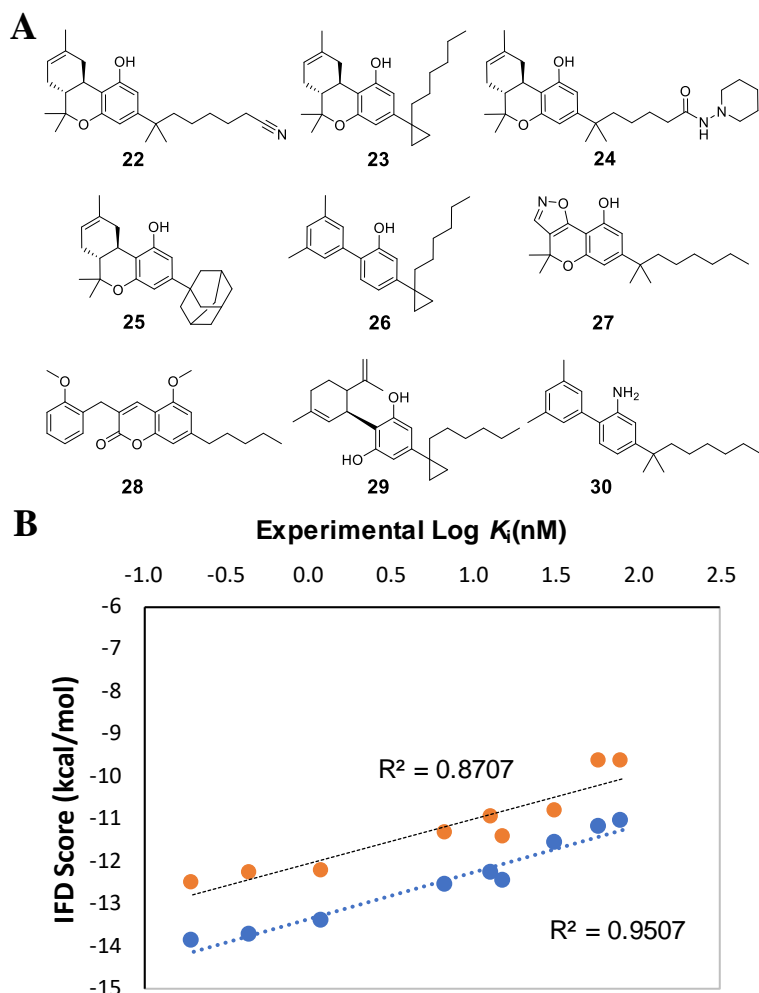 A
OH
O
N
22
OH
O
23
OH
O
O
N
H
N
24
OH
O
25
OH
26
N
O
OH
O
27
O
O
O
O
28
OH
HO
29
NH2
30
B
Experimental Log Ki(nM)
-1.0 -0.5 0.0 0.5 1.0 1.5 2.0 2.5
-6
-7
-8
-9
-10
-11
-12
-13
-14
-15
IFD Score (kcal/mol)
R² = 0.8707
R² = 0.9507